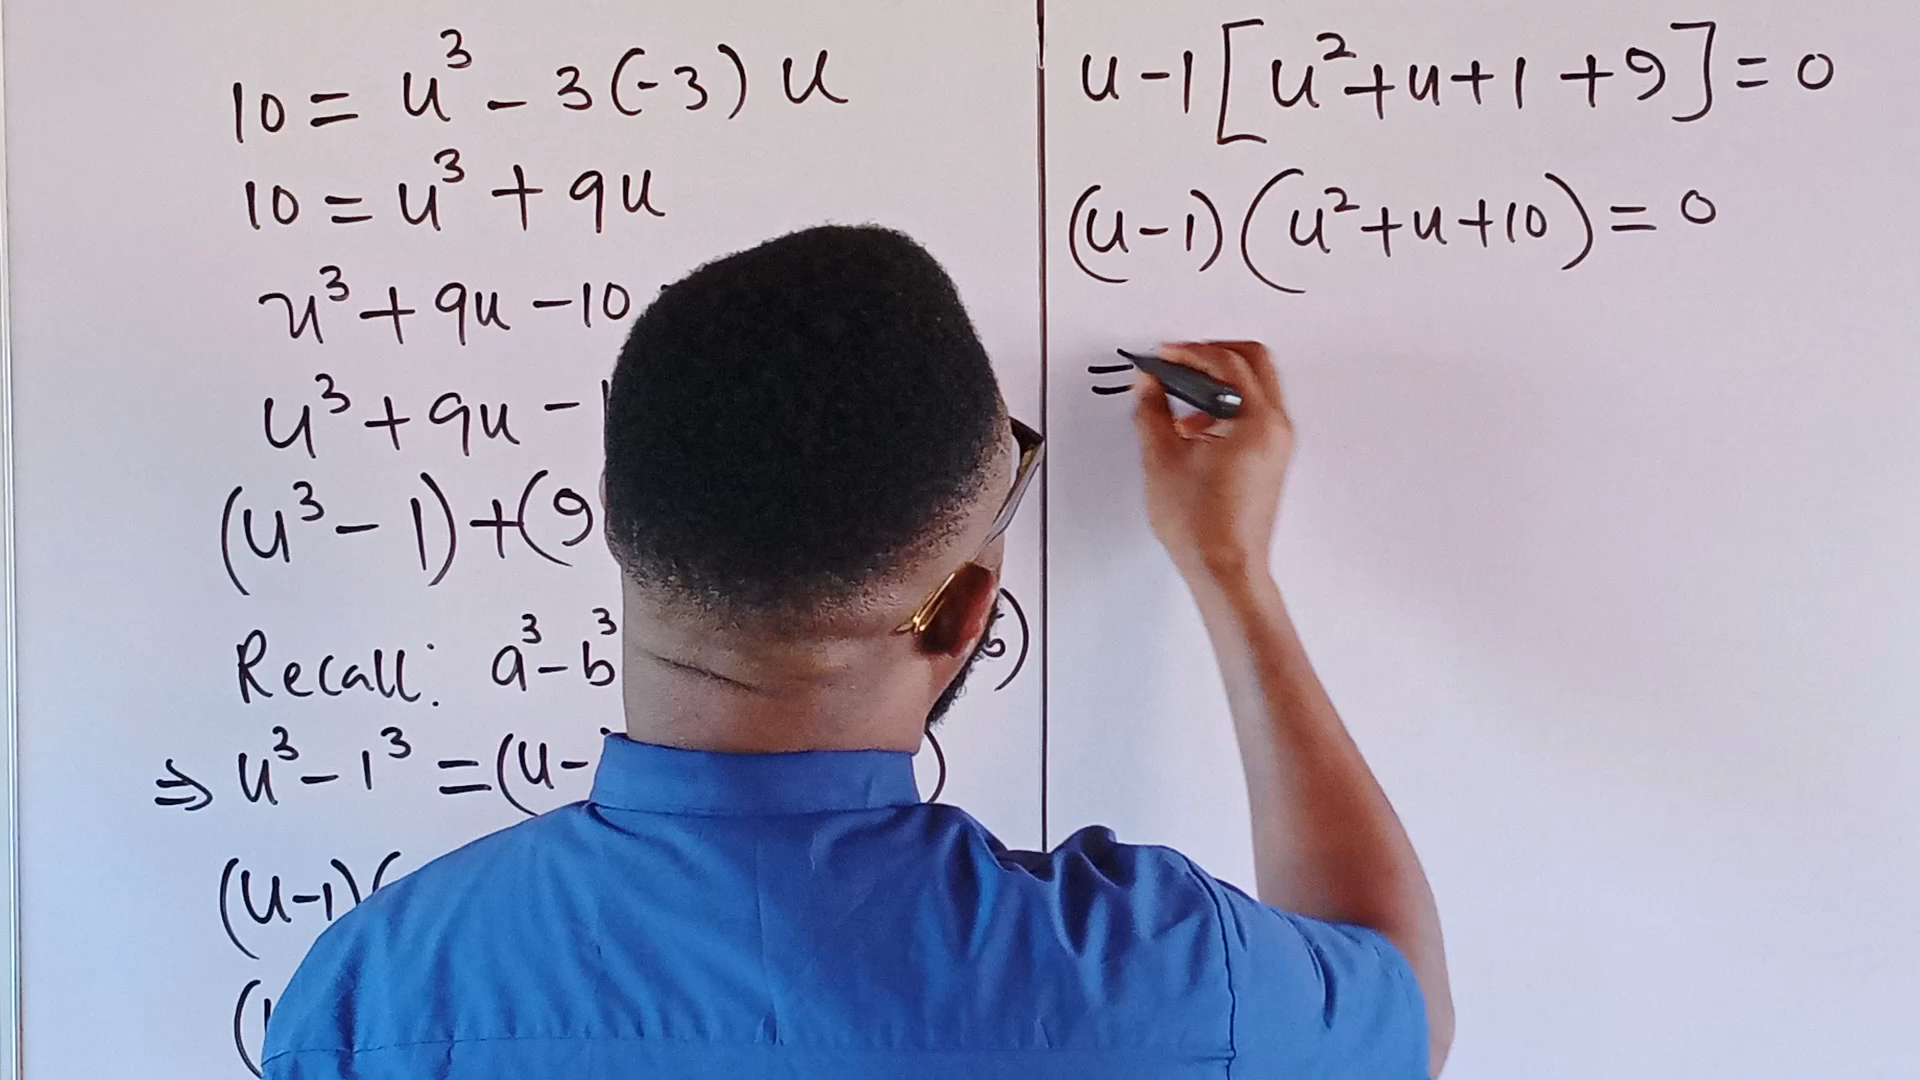 10 = u³ - 3(-3)u
10 = u³ + 9u
u³ + 9u - 10
u³ + 9u -
(u³ - 1) + (9
Recall: a³ - b³ b)
⇒ u³ - 1³ = (u - )
(u-1)(
(
u-1[u²+u+1+9] = 0
(u-1)(u²+u+10) = 0
=